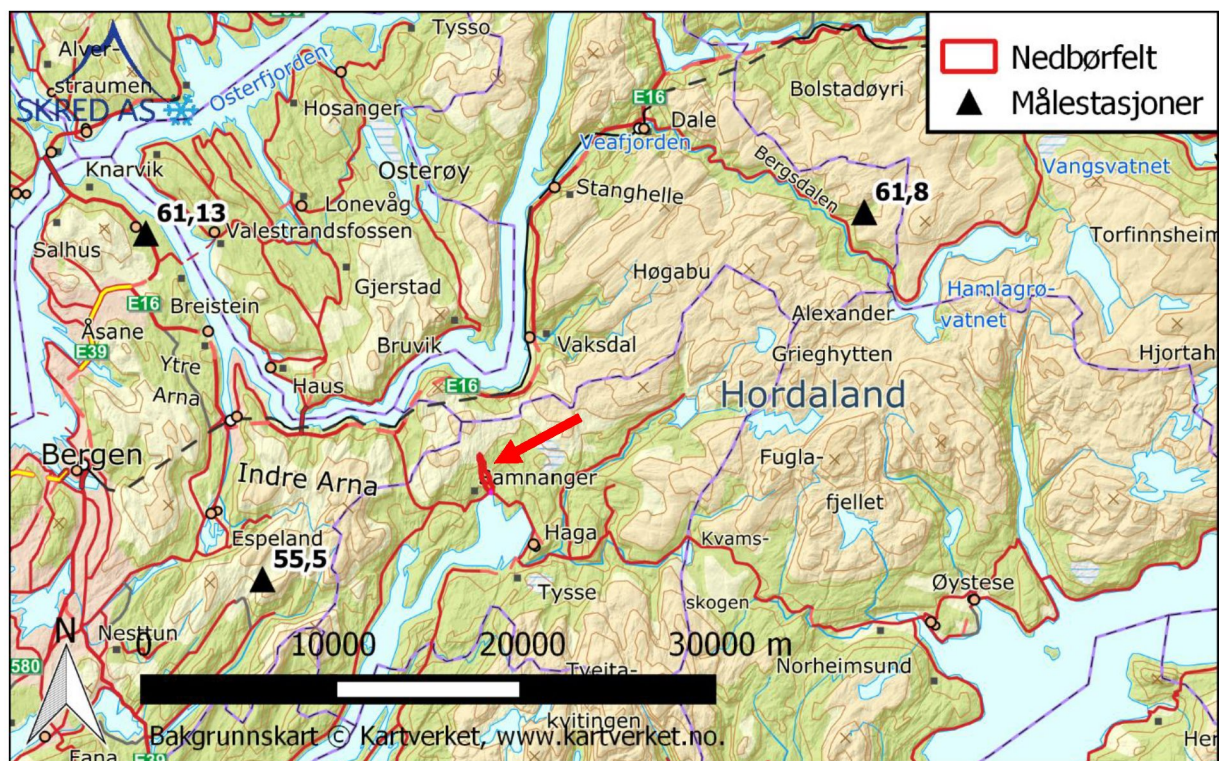 Tysso
Alver-
straumen
SKRED AS
Osterfjorden
Hosanger
E16
Dale
Veafjorden
Bolstadøyri
Nedbørfelt
Målestasjoner
Knarvik
Osterøy
Stanghelle
Bergsdalen
Vangsvatnet
61,13
Lonevåg
61,8
Salhus
Valestrandsfossen
Torfinnsheim
Høgabu
Gjerstad
Hamlagrø-
vatnet
E16
Breistein
Alexander
Åsane
Bruvik
Vaksdal
Grieghytten
Hjortah
E39
Ytre
Arna
Haus
E16
Hordaland
Bergen
Indre Arna
Samnanger
Fugla-
fjellet
Espeland
55,5
Haga
Kvams-
skogen
Tysse
Øystese
Nesttun
N
0
10000
20000
30000 m
580
Tveita-
kvitingen
Norheimsund
Bakgrunnskart © Kartverket, www.kartverket.no.
Fana
E39
Her